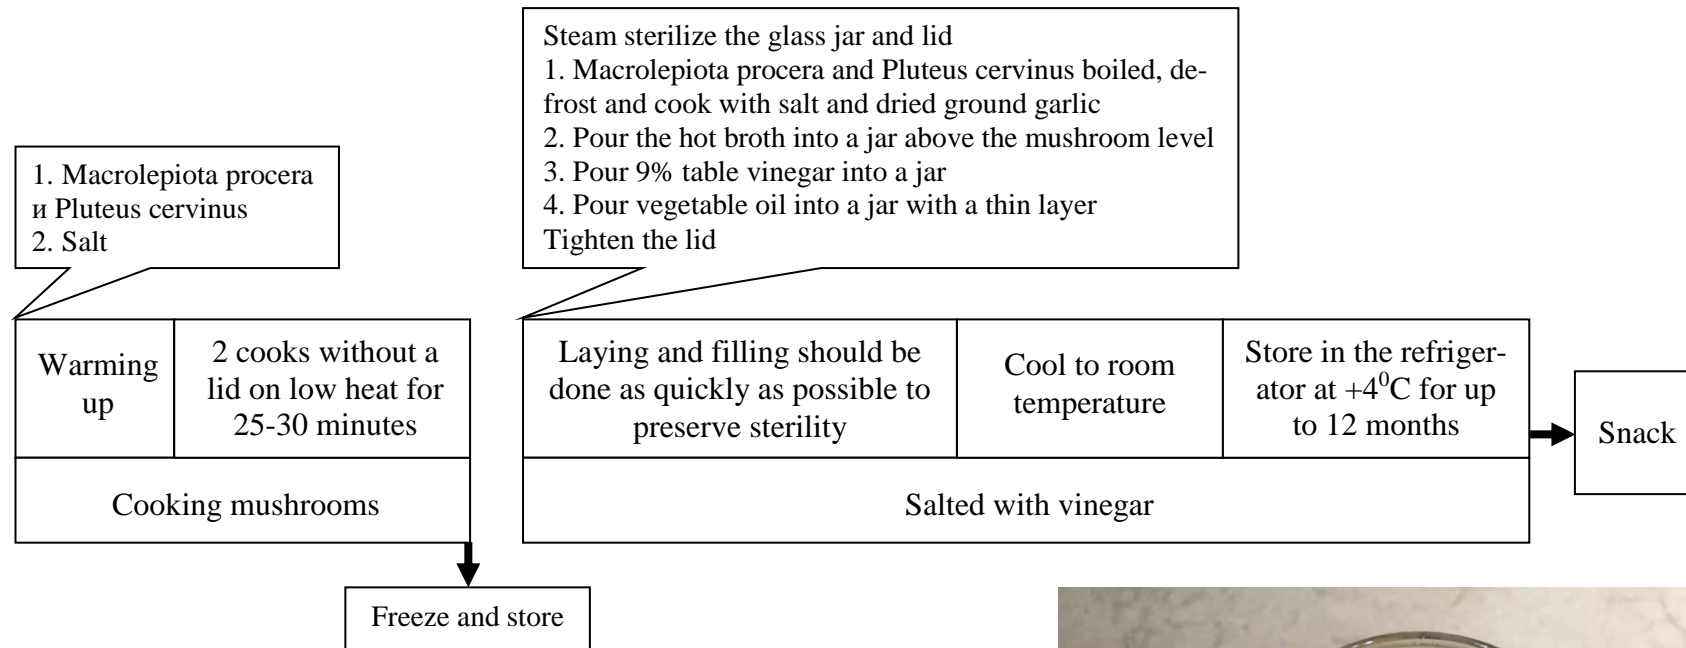 Steam sterilize the glass jar and lid
1. Macrolepiota procera and Pluteus cervinus boiled, de-
frost and cook with salt and dried ground garlic
2. Pour the hot broth into a jar above the mushroom level
3. Pour 9% table vinegar into a jar
4. Pour vegetable oil into a jar with a thin layer
Tighten the lid
1. Macrolepiota procera
и Pluteus cervinus
2. Salt
Warming
up
2 cooks without a
lid on low heat for
25-30 minutes
Cooking mushrooms
Freeze and store
Laying and filling should be
done as quickly as possible to
preserve sterility
Cool to room
temperature
Store in the refriger-
ator at +4⁰C for up
to 12 months
Salted with vinegar
Snack